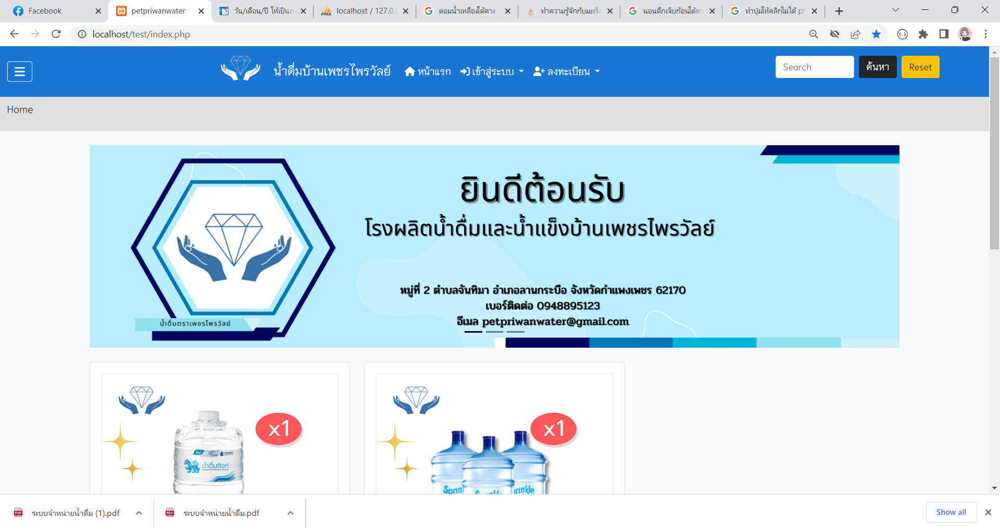 Facebook
petpriwanwater
วัน/เดือน/ปี ให้เป็นภ
localhost / 127.0.0
ต่อมน้ำเหลืองใต้คาง -
ทำความรู้จักกับมะเร็ง
นอนดึกเจ็บก้อนใต้คา
ทำปุ่มให้คลิกไม่ได้ ph
localhost/test/index.php
น้ำดื่มบ้านเพชรไพรวัลย์
หน้าแรก
เข้าสู่ระบบ
ลงทะเบียน
Search
ค้นหา
Reset
Home
ยินดีต้อนรับ
โรงผลิตน้ำดื่มและน้ำแข็งบ้านเพชรไพรวัลย์
หมู่ที่ 2 ตำบลจันทิมา อำเภอลานกระบือ จังหวัดกำแพงเพชร 62170
เบอร์ติดต่อ 0948895123
อีเมล petpriwanwater@gmail.com
น้ำดื่มตราเพชรไพรวัลย์
x1
x1
SMART
น้ำดื่มสิงห์
Sprinkle
ระบบจำหน่ายน้ำดื่ม (1).pdf
ระบบจำหน่ายน้ำดื่ม.pdf
Show all